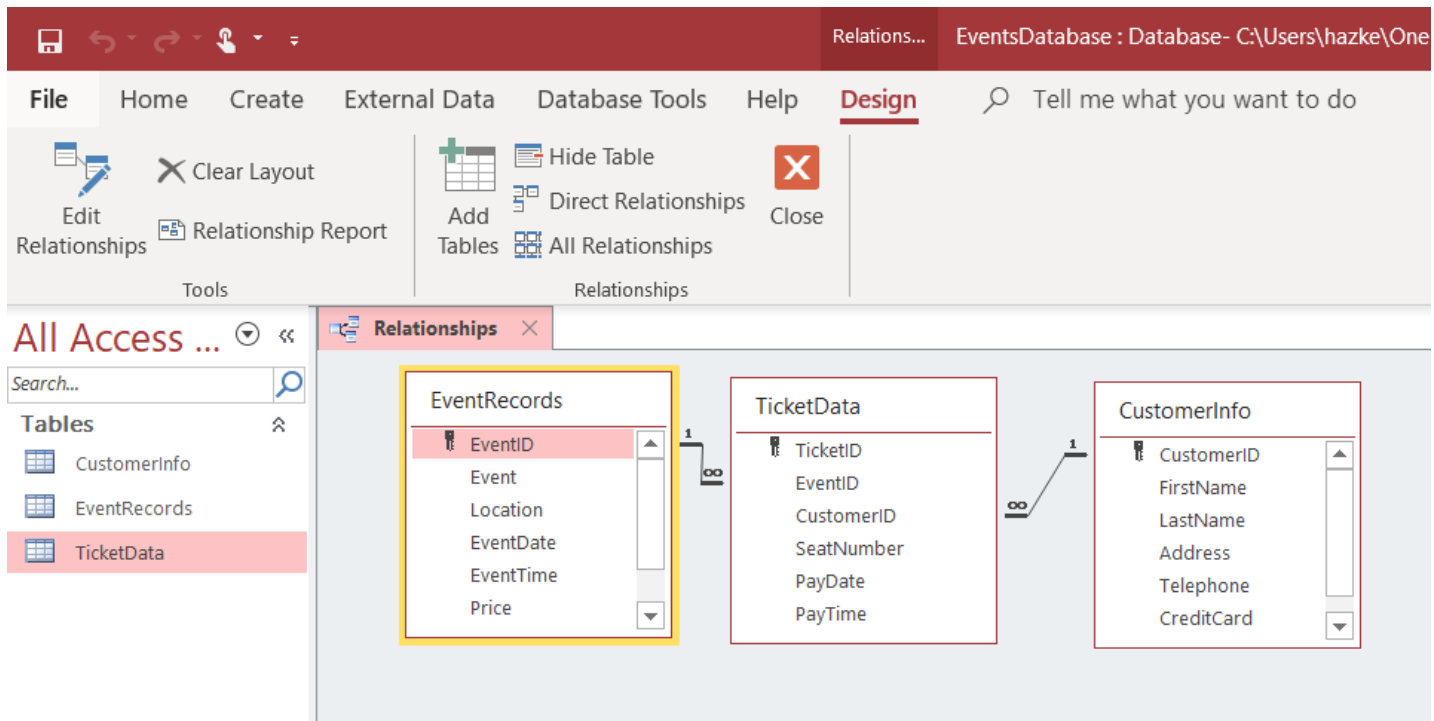 Relations...
EventsDatabase : Database- C:\Users\hazke\One
File Home Create External Data Database Tools Help Design Tell me what you want to do
Edit Relationships
Clear Layout
Relationship Report
Tools
Add Tables
Hide Table
Direct Relationships
All Relationships
Close
Relationships
All Access ...
Search...
Tables
CustomerInfo
EventRecords
TicketData
Relationships
EventRecords
EventID
Event
Location
EventDate
EventTime
Price
1
∞
TicketData
TicketID
EventID
CustomerID
SeatNumber
PayDate
PayTime
∞
1
CustomerInfo
CustomerID
FirstName
LastName
Address
Telephone
CreditCard